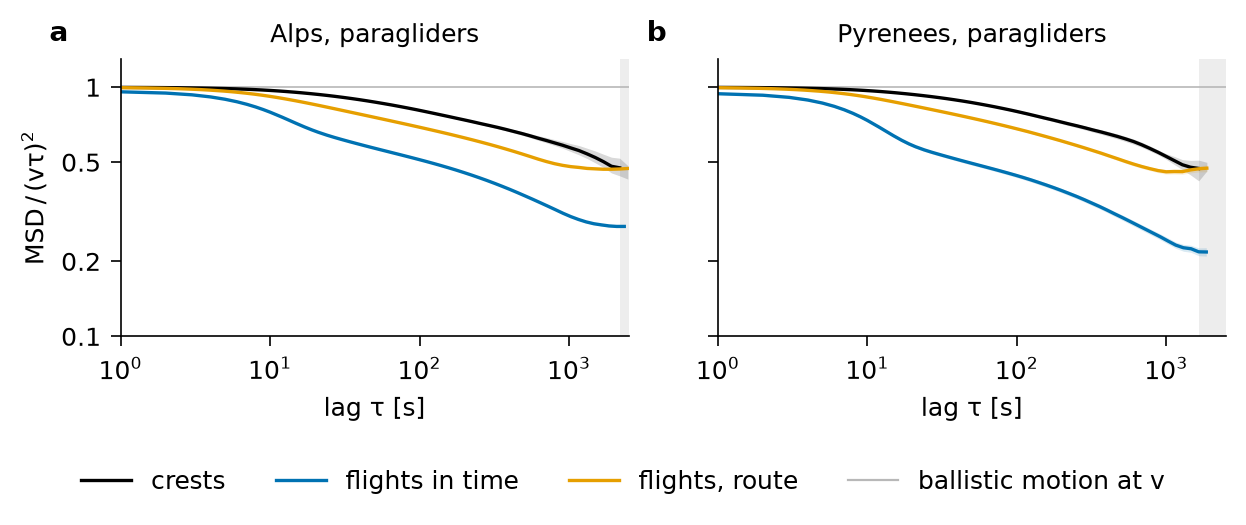 a Alps, paragliders
b Pyrenees, paragliders
MSD / (vτ)²
1
0.5
0.2
0.1
10⁰ 10¹ 10² 10³
10⁰ 10¹ 10² 10³
lag τ [s]
lag τ [s]
crests flights in time flights, route ballistic motion at v